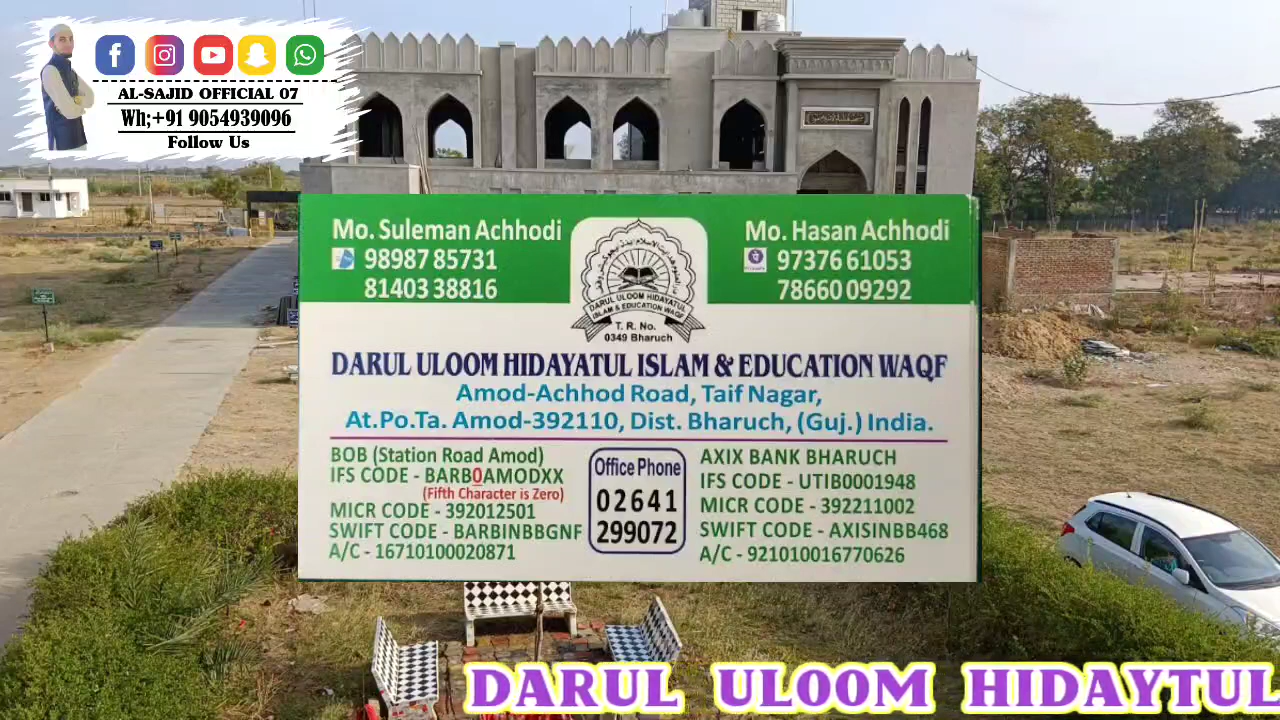 AL-SAJID OFFICIAL 07
Wh;+91 9054939096
Follow Us
Mo. Suleman Achhodi
98987 85731
81403 38816
Mo. Hasan Achhodi
97376 61053
78660 09292
DARUL ULOOM HIDAYATUL
ISLAM & EDUCATION WAQF
T. R. No.
0349 Bharuch
DARUL ULOOM HIDAYATUL ISLAM & EDUCATION WAQF
Amod-Achhod Road, Taif Nagar,
At.Po.Ta. Amod-392110, Dist. Bharuch, (Guj.) India.
BOB (Station Road Amod)
IFS CODE - BARB0AMODXX
(Fifth Character is Zero)
MICR CODE - 392012501
SWIFT CODE - BARBINBBGNF
A/C - 16710100020871
Office Phone
02641
299072
AXIX BANK BHARUCH
IFS CODE - UTIB0001948
MICR CODE - 392211002
SWIFT CODE - AXISINBB468
A/C - 921010016770626
DARUL ULOOM HIDAYTUL